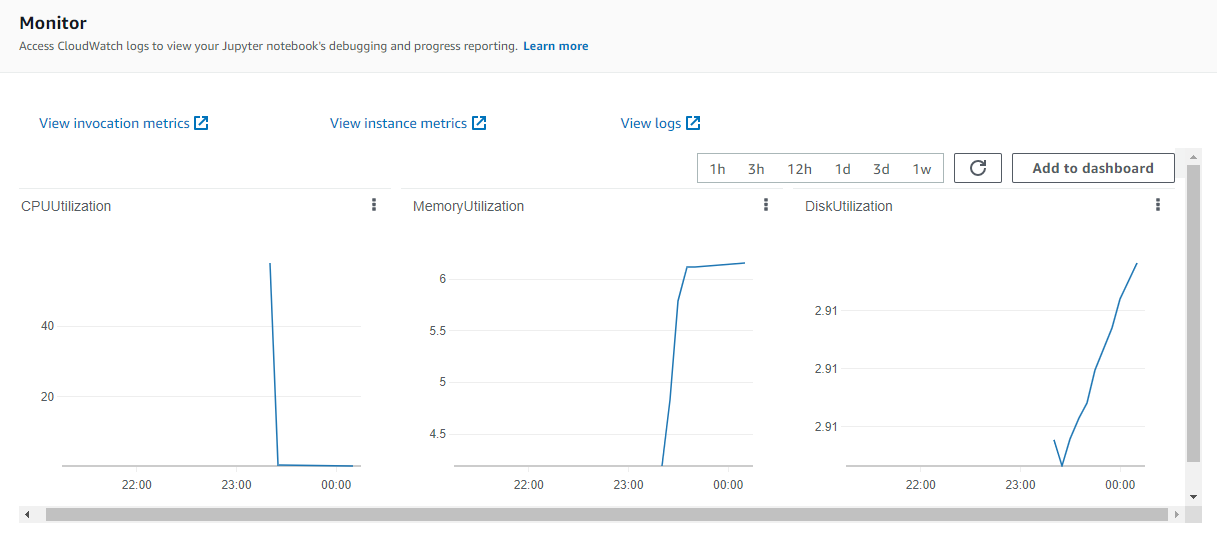 Monitor
Access CloudWatch logs to view your Jupyter notebook's debugging and progress reporting. Learn more
View invocation metrics
View instance metrics
View logs
1h 3h 12h 1d 3d 1w
Add to dashboard
CPUUtilization
40
20
22:00 23:00 00:00
MemoryUtilization
6
5.5
5
4.5
22:00 23:00 00:00
DiskUtilization
2.91
2.91
2.91
22:00 23:00 00:00